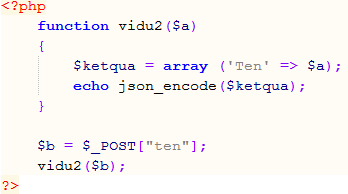 <?php
function vidu2($a)
{
$ketqua = array ('Ten' => $a);
echo json_encode($ketqua);
}
$b = $_POST["ten"];
vidu2($b);
?>